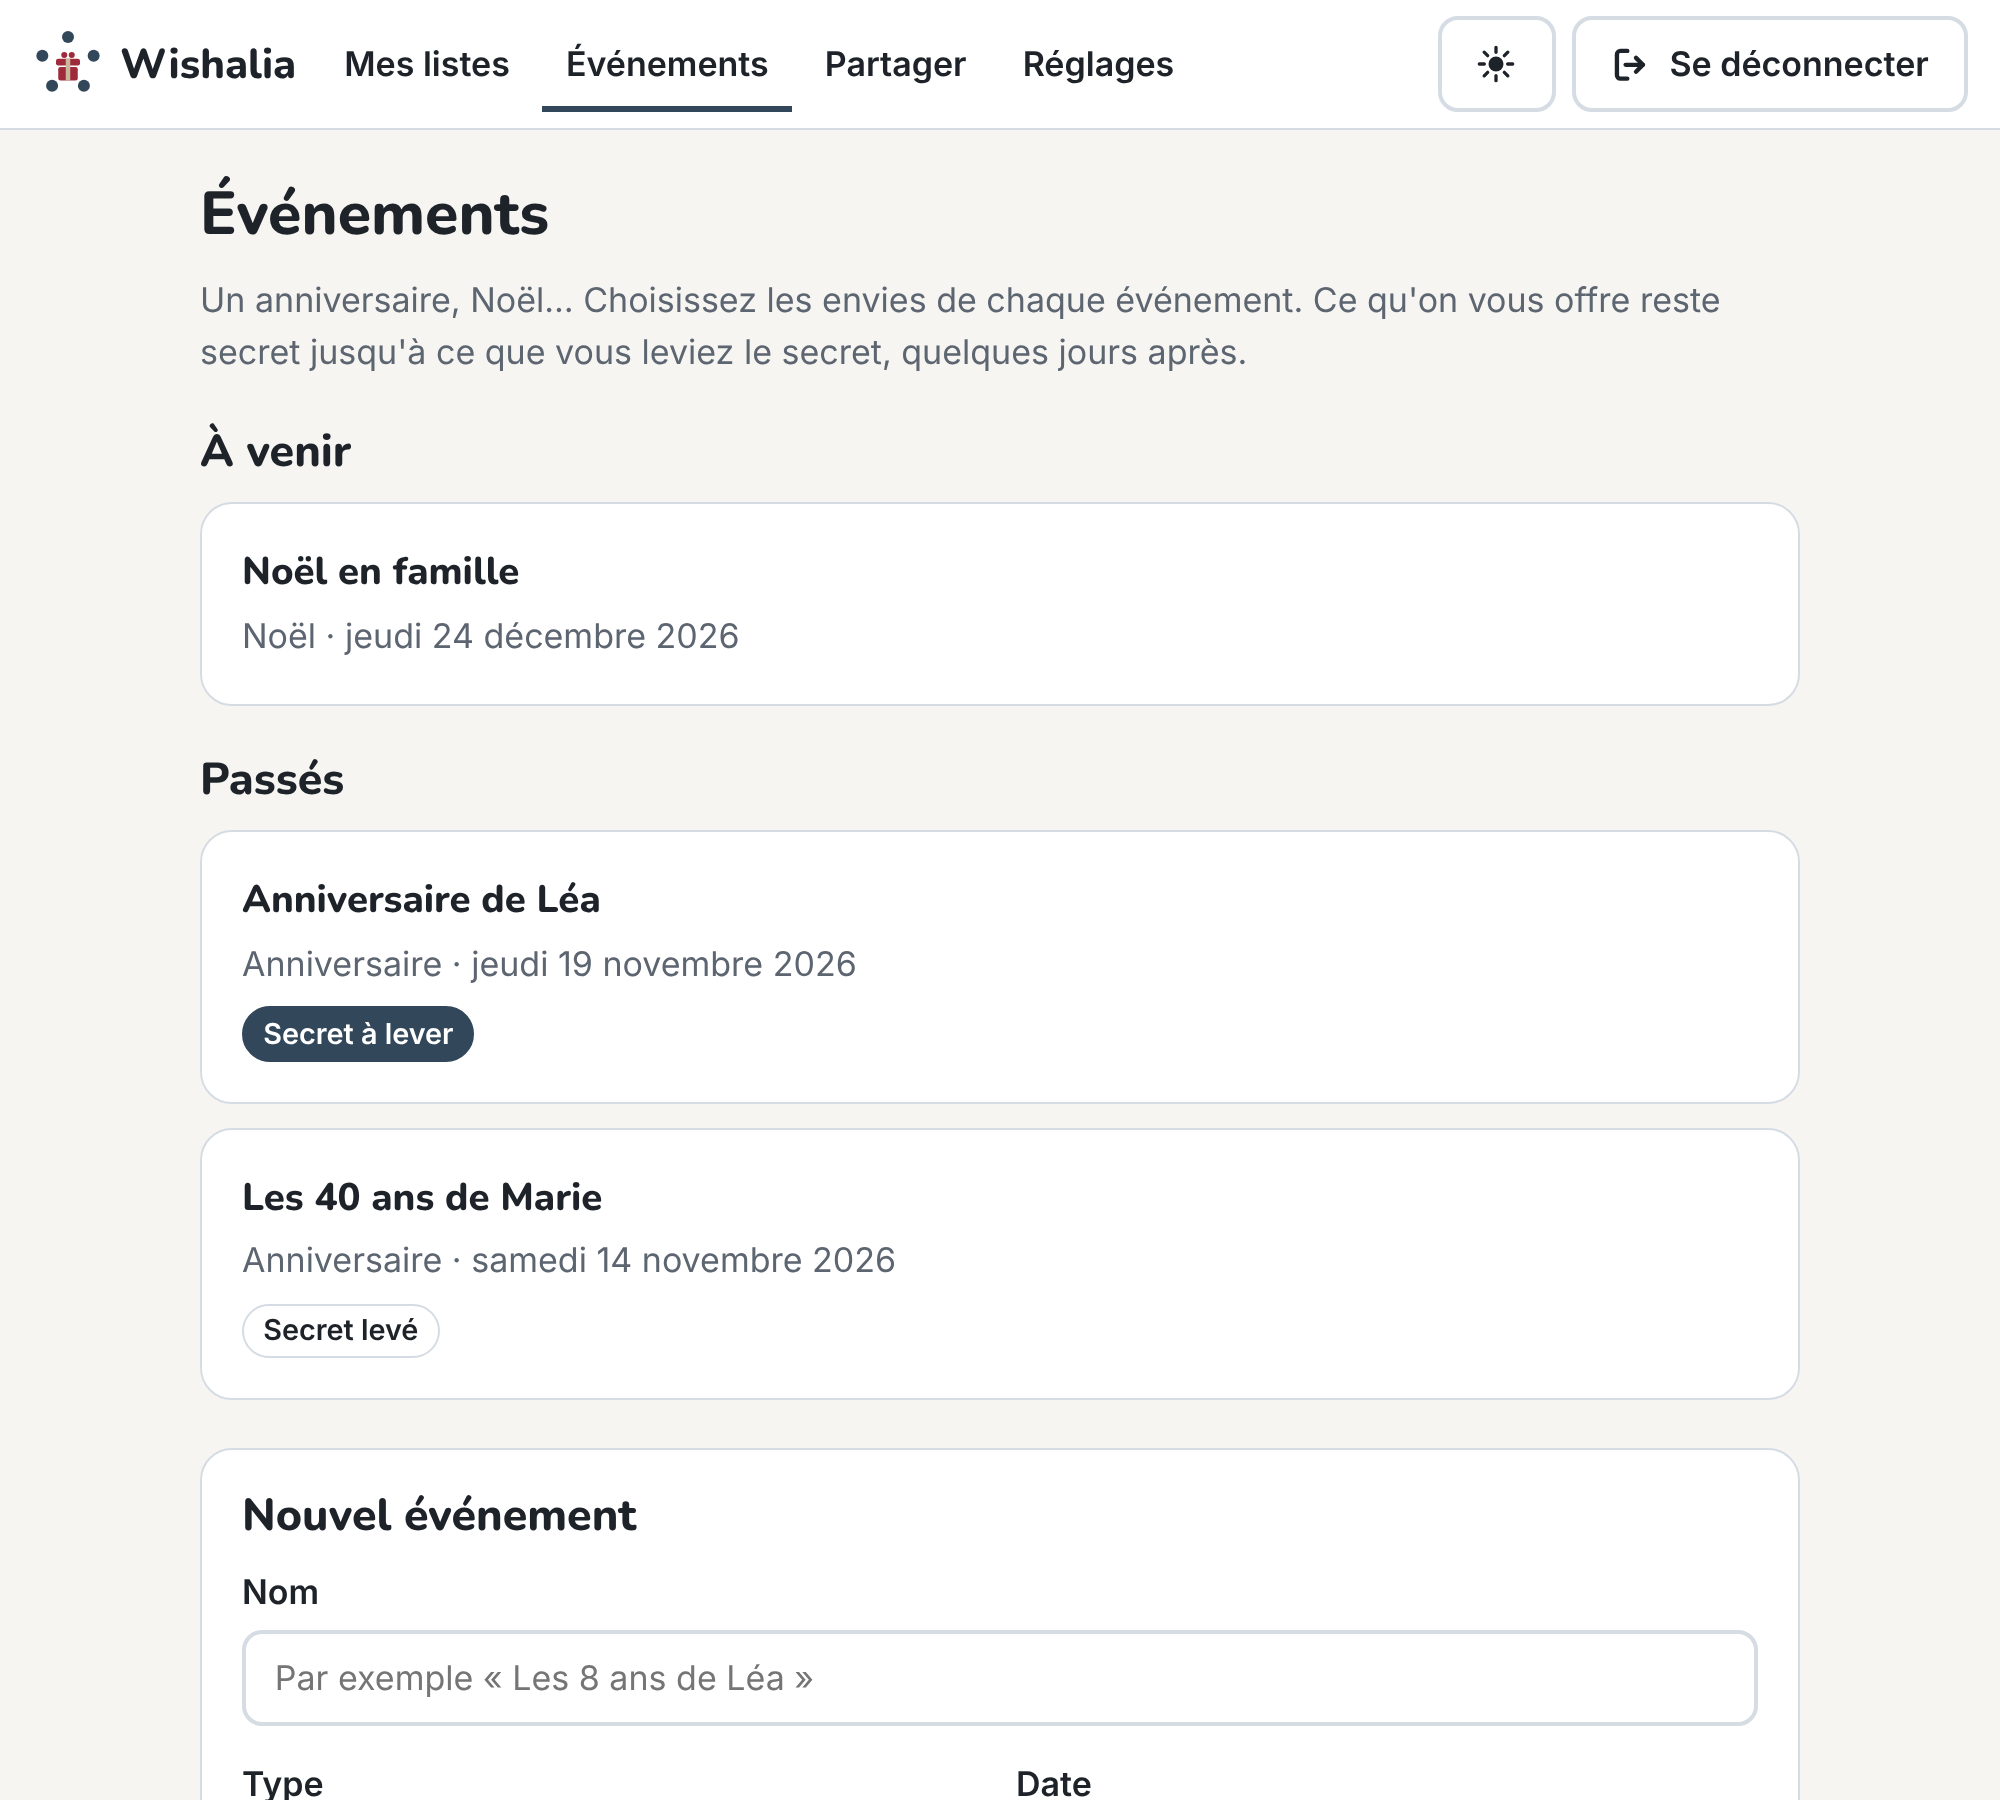 Wishalia Mes listes Événements Partager Réglages Se déconnecter
Événements
Un anniversaire, Noël... Choisissez les envies de chaque événement. Ce qu'on vous offre reste
secret jusqu'à ce que vous leviez le secret, quelques jours après.
À venir
Noël en famille
Noël · jeudi 24 décembre 2026
Passés
Anniversaire de Léa
Anniversaire · jeudi 19 novembre 2026
Secret à lever
Les 40 ans de Marie
Anniversaire · samedi 14 novembre 2026
Secret levé
Nouvel événement
Nom
Par exemple « Les 8 ans de Léa »
Type Date